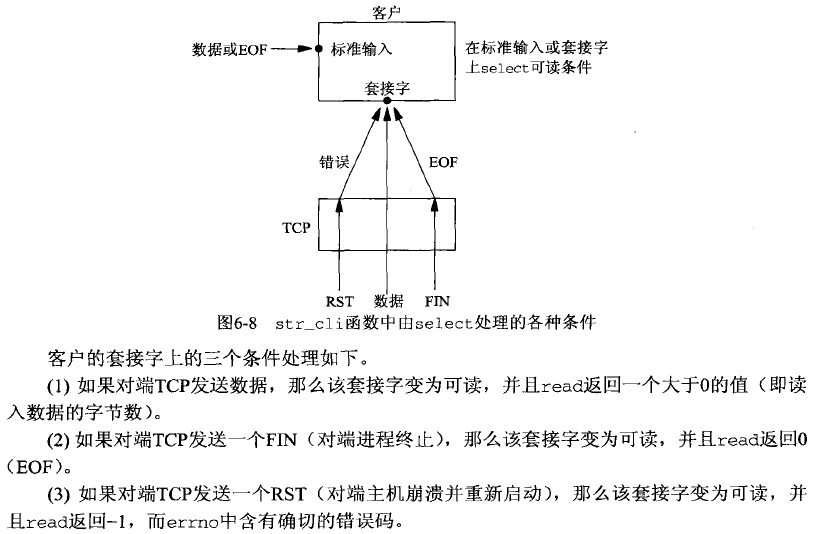 客户
数据或EOF
标准输入
在标准输入或套接字
上select可读条件
套接字
错误
EOF
TCP
RST 数据 FIN
图6-8 str_cli函数中由select处理的各种条件
客户的套接字上的三个条件处理如下。
(1) 如果对端TCP发送数据，那么该套接字变为可读，并且read返回一个大于0的值（即读
入数据的字节数）。
(2) 如果对端TCP发送一个FIN（对端进程终止），那么该套接字变为可读，并且read返回0
（EOF）。
(3) 如果对端TCP发送一个RST（对端主机崩溃并重新启动），那么该套接字变为可读，并
且read返回-1，而errno中含有确切的错误码。